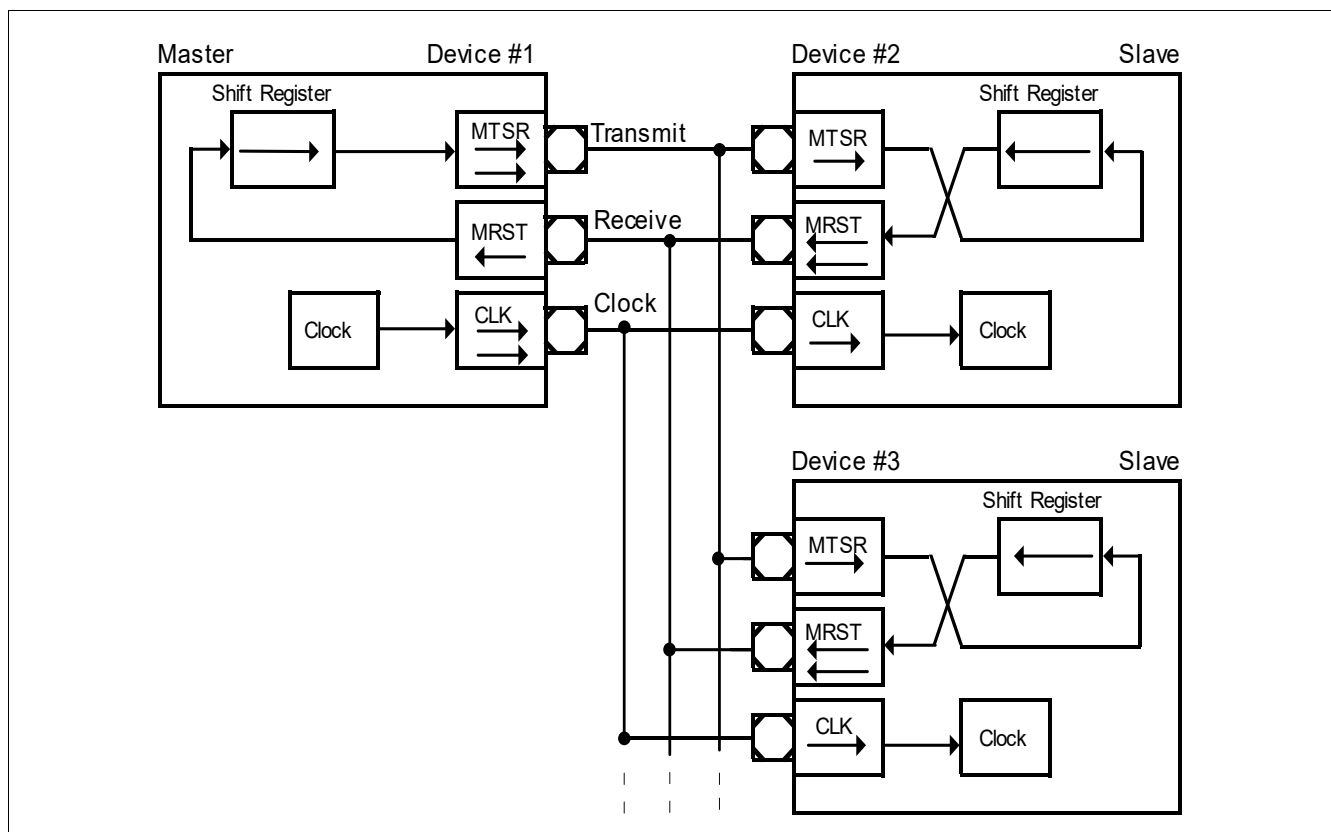 Master Device #1
Shift Register
MTSR
MRST
Clock
CLK
Transmit
Receive
Clock
Device #2 Slave
MTSR
Shift Register
MRST
CLK
Clock
Device #3 Slave
Shift Register
MTSR
MRST
CLK
Clock